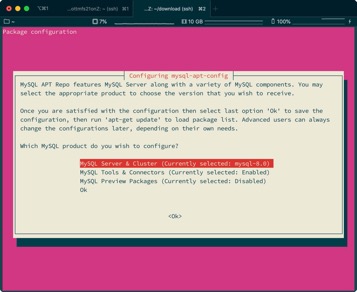 ⌥⌘1
..oitmfs21onZ: (ssh) ⌘1
..Z: ~/download (ssh) ⌘2
7%
10 GB
100%
Package configuration
Configuring mysql-apt-config
MySQL APT Repo features MySQL Server along with a variety of MySQL components. You may
select the appropriate product to choose the version that you wish to receive.
Once you are satisfied with the configuration then select last option 'Ok' to save the
configuration, then run 'apt-get update' to load package list. Advanced users can always
change the configurations later, depending on their own needs.
Which MySQL product do you wish to configure?
MySQL Server & Cluster (Currently selected: mysql-8.0)
MySQL Tools & Connectors (Currently selected: Enabled)
MySQL Preview Packages (Currently selected: Disabled)
Ok
<Ok>